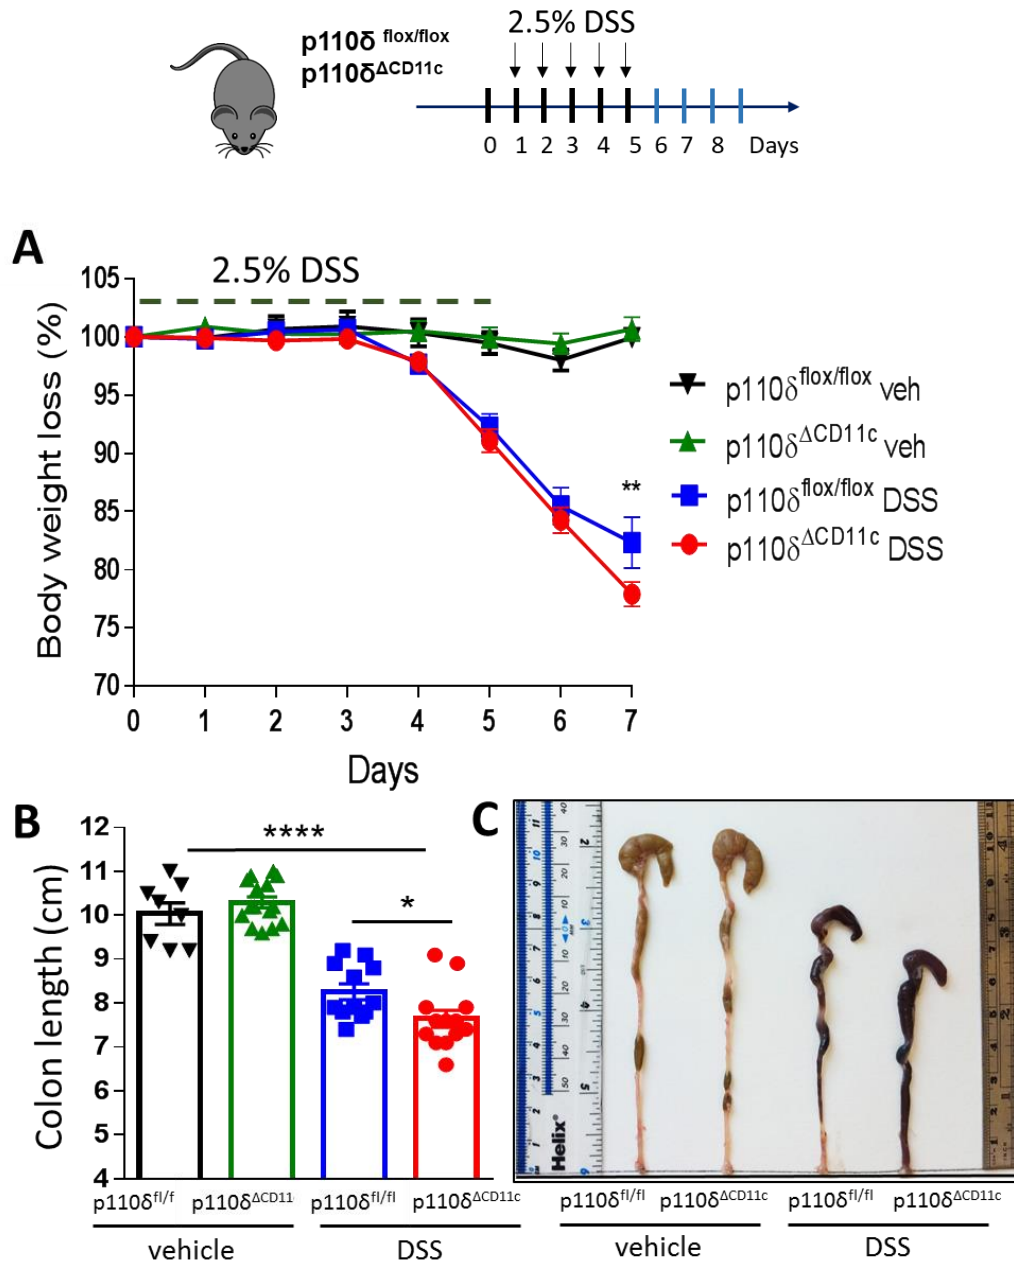 2.5% DSS
p110δ flox/flox
p110δΔCD11c
0 1 2 3 4 5 6 7 8 Days
A
2.5% DSS
105
100
95
90
85
80
75
70
Body weight loss (%)
**
0 1 2 3 4 5 6 7
Days
p110δflox/flox veh
p110δΔCD11c veh
p110δflox/flox DSS
p110δΔCD11c DSS
B
12
11
10
9
8
7
6
5
4
Colon length (cm)
****
*
p110δfl/f p110δΔCD11 p110δfl/fl p110δΔCD11c
vehicle DSS
C
Helix®
p110δfl/fl p110δΔCD11c p110δfl/fl p110δΔCD11c
vehicle DSS